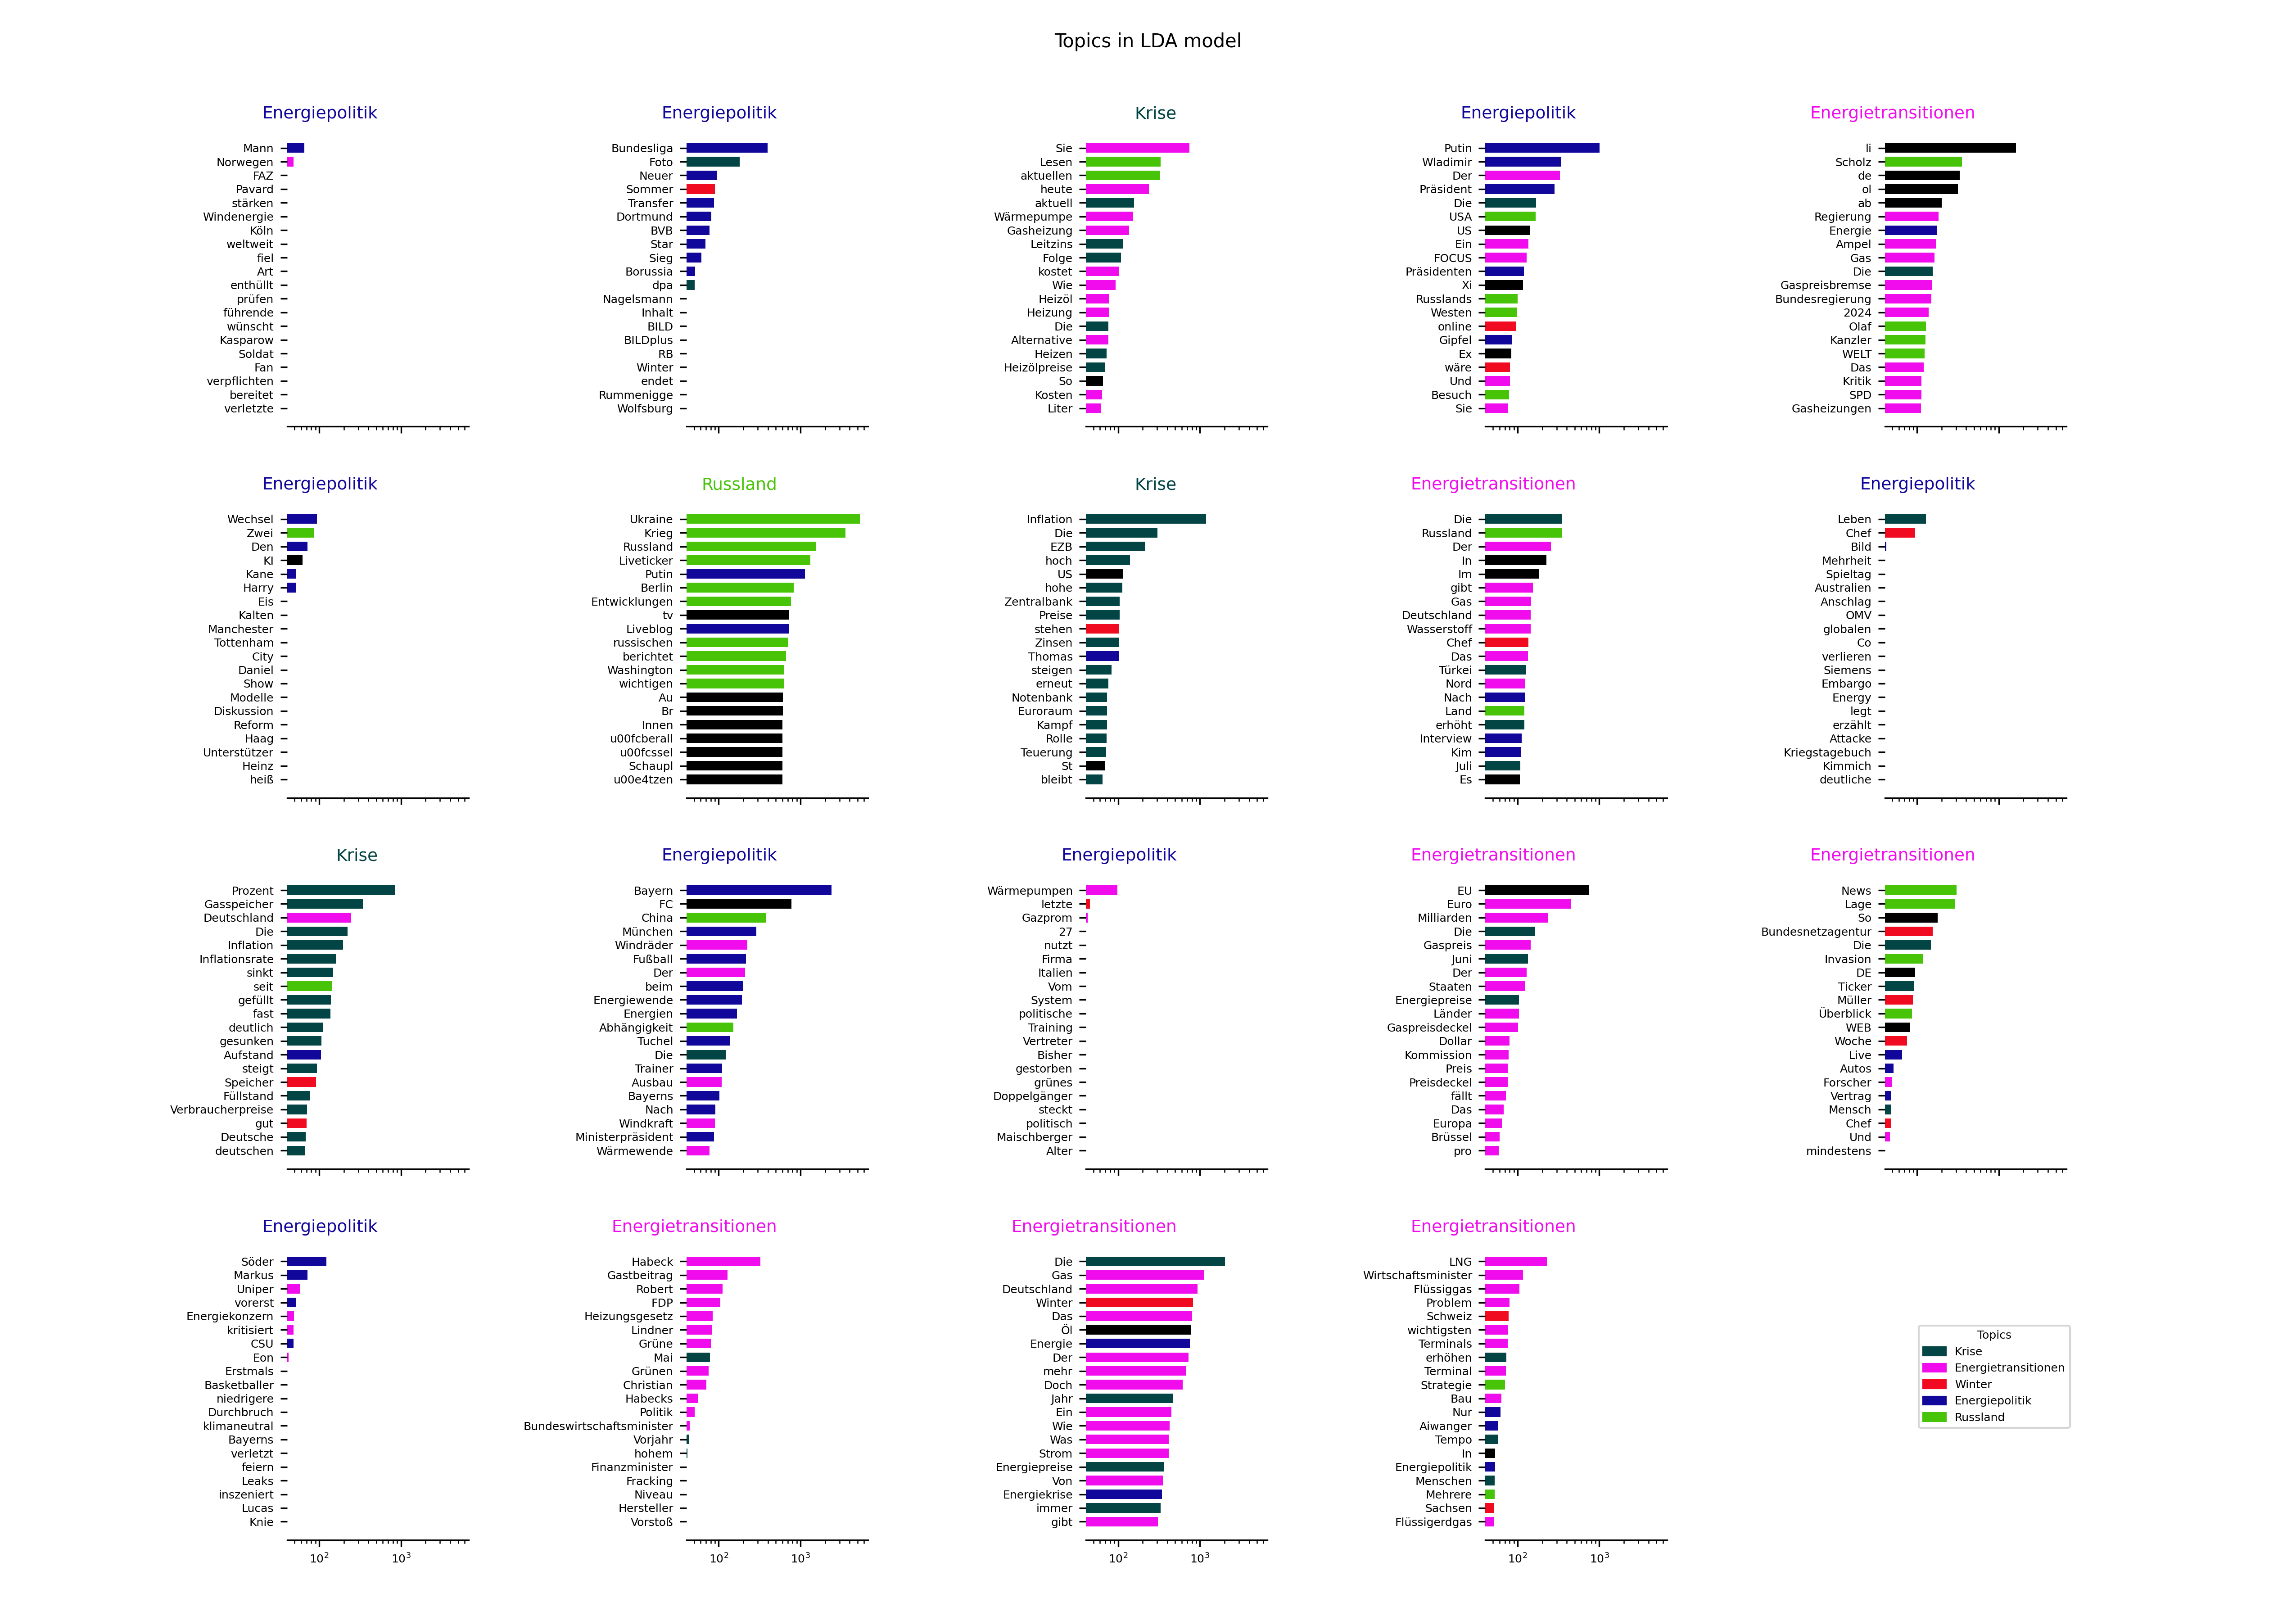 Topics in LDA model
Energiepolitik
Mann
Norwegen
FAZ
Pavard
stärken
Windenergie
Köln
weltweit
fiel
Art
enthüllt
prüfen
führende
wünscht
Kasparow
Soldat
Fan
verpflichten
bereitet
verletzte
Energiepolitik
Bundesliga
Foto
Neuer
Sommer
Transfer
Dortmund
BVB
Star
Sieg
Borussia
dpa
Nagelsmann
Inhalt
BILD
BILDplus
RB
Winter
endet
Rummenigge
Wolfsburg
Krise
Sie
Lesen
aktuellen
heute
aktuell
Wärmepumpe
Gasheizung
Leitzins
Folge
kostet
Wie
Heizöl
Heizung
Die
Alternative
Heizen
Heizölpreise
So
Kosten
Liter
Energiepolitik
Putin
Wladimir
Der
Präsident
Die
USA
US
Ein
FOCUS
Präsidenten
Xi
Russlands
Westen
online
Gipfel
Ex
wäre
Und
Besuch
Sie
Energietransitionen
li
Scholz
de
ol
ab
Regierung
Energie
Ampel
Gas
Die
Gaspreisbremse
Bundesregierung
2024
Olaf
Kanzler
WELT
Das
Kritik
SPD
Gasheizungen
Energiepolitik
Wechsel
Zwei
Den
KI
Kane
Harry
Eis
Kalten
Manchester
Tottenham
City
Daniel
Show
Modelle
Diskussion
Reform
Haag
Unterstützer
Heinz
heiß
Russland
Ukraine
Krieg
Russland
Liveticker
Putin
Berlin
Entwicklungen
tv
Liveblog
russischen
berichtet
Washington
wichtigen
Au
Br
Innen
u00fcberall
u00fcssel
Schaupl
u00e4tzen
Krise
Inflation
Die
EZB
hoch
US
hohe
Zentralbank
Preise
stehen
Zinsen
Thomas
steigen
erneut
Notenbank
Euroraum
Kampf
Rolle
Teuerung
St
bleibt
Energietransitionen
Die
Russland
Der
In
Im
gibt
Gas
Deutschland
Wasserstoff
Chef
Das
Türkei
Nord
Nach
Land
erhöht
Interview
Kim
Juli
Es
Energiepolitik
Leben
Chef
Bild
Mehrheit
Spieltag
Australien
Anschlag
OMV
globalen
Co
verlieren
Siemens
Embargo
Energy
legt
erzählt
Attacke
Kriegstagebuch
Kimmich
deutliche
Krise
Prozent
Gasspeicher
Deutschland
Die
Inflation
Inflationsrate
sinkt
seit
gefüllt
fast
deutlich
gesunken
Aufstand
steigt
Speicher
Füllstand
Verbraucherpreise
gut
Deutsche
deutschen
Energiepolitik
Bayern
FC
China
München
Windräder
Fußball
Der
beim
Energiewende
Energien
Abhängigkeit
Tuchel
Die
Trainer
Ausbau
Bayerns
Nach
Windkraft
Ministerpräsident
Wärmewende
Energiepolitik
Wärmepumpen
letzte
Gazprom
27
nutzt
Firma
Italien
Vom
System
politische
Training
Vertreter
Bisher
gestorben
grünes
Doppelgänger
steckt
politisch
Maischberger
Alter
Energietransitionen
EU
Euro
Milliarden
Die
Gaspreis
Juni
Der
Staaten
Energiepreise
Länder
Gaspreisdeckel
Dollar
Kommission
Preis
Preisdeckel
fällt
Das
Europa
Brüssel
pro
Energietransitionen
News
Lage
So
Bundesnetzagentur
Die
Invasion
DE
Ticker
Müller
Überblick
WEB
Woche
Live
Autos
Forscher
Vertrag
Mensch
Chef
Und
mindestens
Energiepolitik
Söder
Markus
Uniper
vorerst
Energiekonzern
kritisiert
CSU
Eon
Erstmals
Basketballer
niedrigere
Durchbruch
klimaneutral
Bayerns
verletzt
feiern
Leaks
inszeniert
Lucas
Knie
10² 10³
Energietransitionen
Habeck
Gastbeitrag
Robert
FDP
Heizungsgesetz
Lindner
Grüne
Mai
Grünen
Christian
Habecks
Politik
Bundeswirtschaftsminister
Vorjahr
hohem
Finanzminister
Fracking
Niveau
Hersteller
Vorstoß
10² 10³
Energietransitionen
Die
Gas
Deutschland
Winter
Das
Öl
Energie
Der
mehr
Doch
Jahr
Ein
Wie
Was
Strom
Energiepreise
Von
Energiekrise
immer
gibt
10² 10³
Energietransitionen
LNG
Wirtschaftsminister
Flüssiggas
Problem
Schweiz
wichtigsten
Terminals
erhöhen
Terminal
Strategie
Bau
Nur
Aiwanger
Tempo
In
Energiepolitik
Menschen
Mehrere
Sachsen
Flüssigerdgas
10² 10³
Topics
Krise
Energietransitionen
Winter
Energiepolitik
Russland